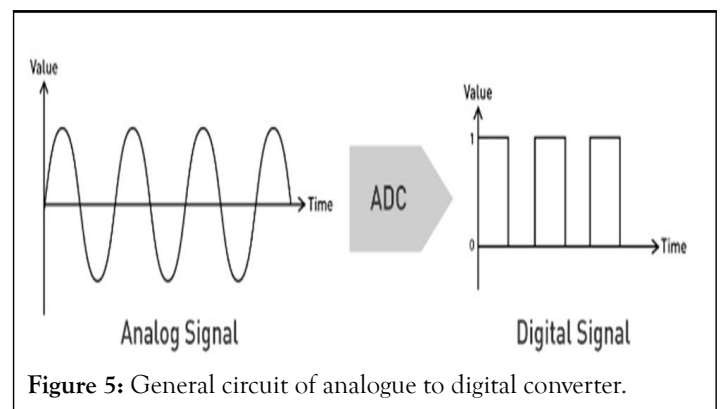 Value
Time
Analog Signal
ADC
Value
1
0
Time
Digital Signal
Figure 5: General circuit of analogue to digital converter.